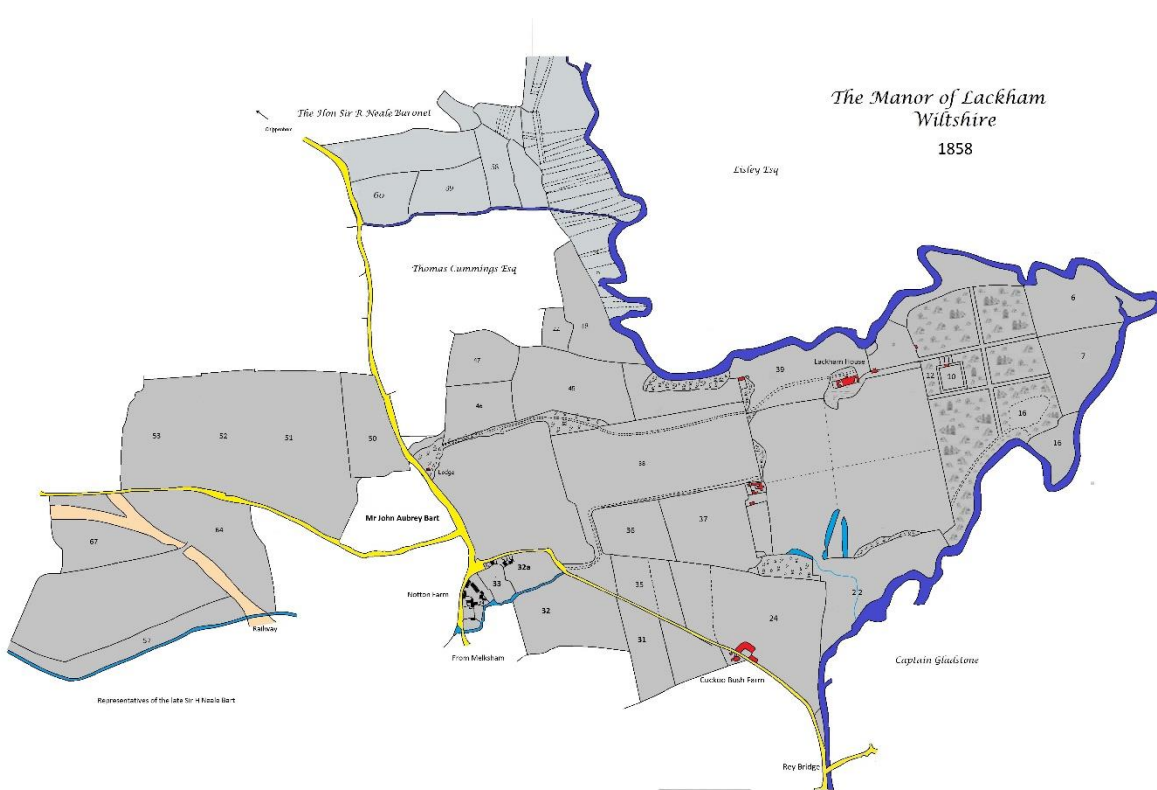 The Manor of Lackham
Wiltshire
1858
The Hon Sir R Neale Baronet
Lisley Esq
60
39
38
Thomas Cummings Esq
6
7
47
46
45
39
Lackham House
12
10
16
16
53
52
51
50
Lodge
38
Mr John Aubrey Bart
67
64
36
37
Notton Farm
33
32a
32
35
31
24
22
57
Railway
From Melksham
Cuckoo Bush Farm
Captain Gladstone
Representatives of the late Sir H Neale Bart
Rey Bridge